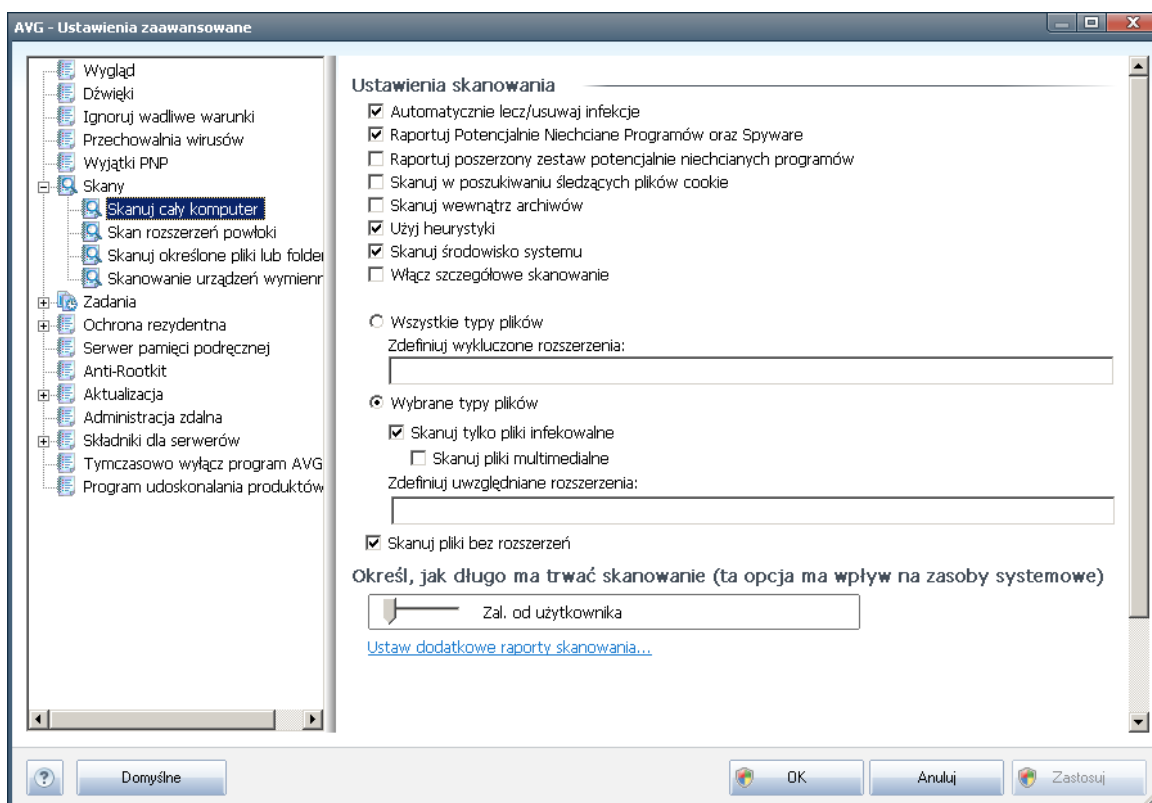 AVG - Ustawienia zaawansowane
Wygląd
Dźwięki
Ignoruj wadliwe warunki
Przechowalnia wirusów
Wyjątki PNP
Skany
Skanuj cały komputer
Skan rozszerzeń powłoki
Skanuj określone pliki lub folder
Skanowanie urządzeń wymienn
Zadania
Ochrona rezydentna
Serwer pamięci podręcznej
Anti-Rootkit
Aktualizacja
Administracja zdalna
Składniki dla serwerów
Tymczasowo wyłącz program AVG
Program udoskonalania produktów
Ustawienia skanowania
Automatycznie lecz/usuwaj infekcje
Raportuj Potencjalnie Niechciane Programów oraz Spyware
Raportuj poszerzony zestaw potencjalnie niechcianych programów
Skanuj w poszukiwaniu śledzących plików cookie
Skanuj wewnątrz archiwów
Użyj heurystyki
Skanuj środowisko systemu
Włącz szczegółowe skanowanie
Wszystkie typy plików
Zdefiniuj wykluczone rozszerzenia:
Wybrane typy plików
Skanuj tylko pliki infekowalne
Skanuj pliki multimedialne
Zdefiniuj uwzględniane rozszerzenia:
Skanuj pliki bez rozszerzeń
Określ, jak długo ma trwać skanowanie (ta opcja ma wpływ na zasoby systemowe)
Zal. od użytkownika
Ustaw dodatkowe raporty skanowania...
?
Domyślne
OK
Anuluj
Zastosuj